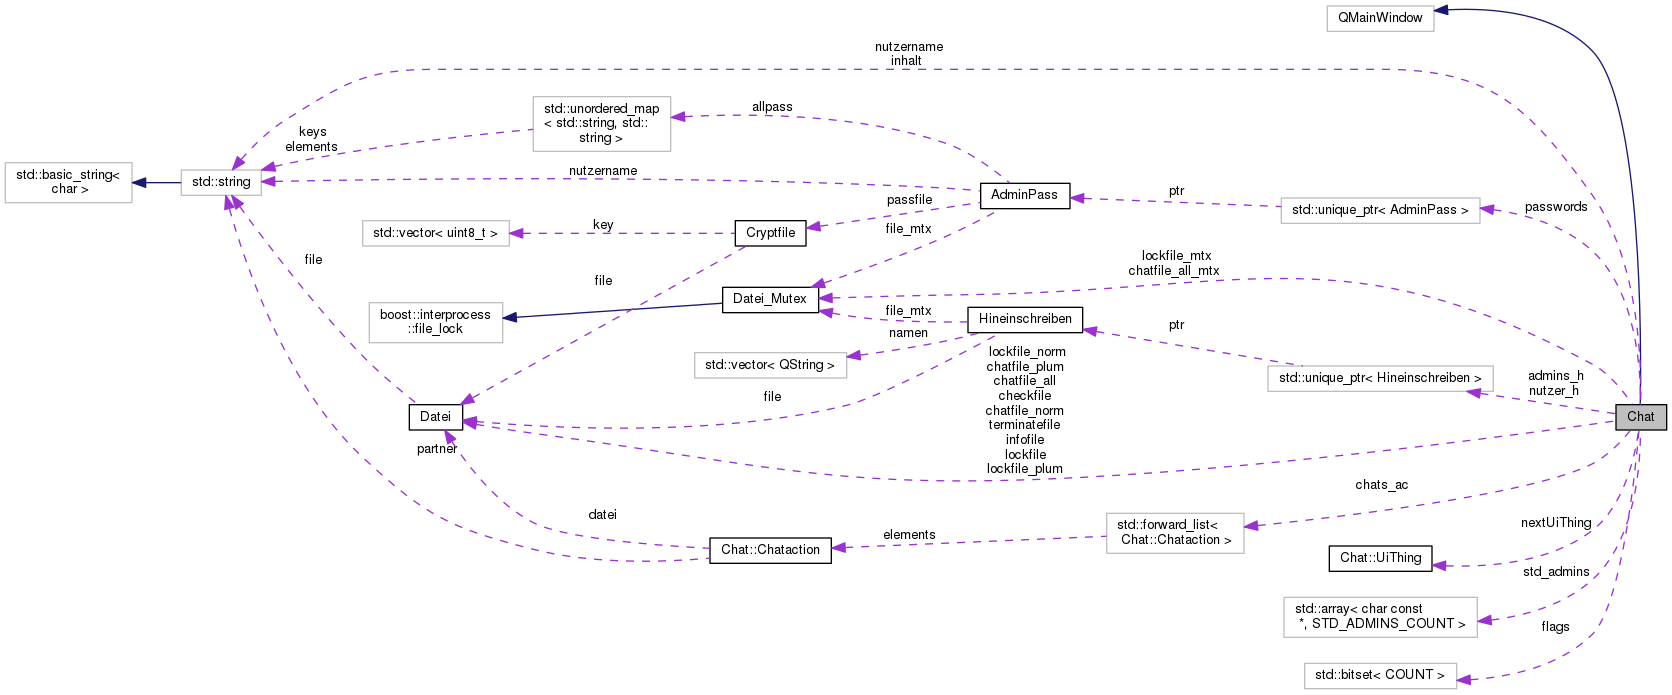 QMainWindow
nutzername
inhalt
std::unordered_map
< std::string, std::
string >
allpass
keys
elements
std::basic_string<
char >
std::string
nutzername
AdminPass
ptr
std::unique_ptr< AdminPass >
passwords
passfile
std::vector< uint8_t >
key
Cryptfile
file_mtx
file
file
lockfile_mtx
chatfile_all_mtx
Datei_Mutex
boost::interprocess
::file_lock
file_mtx
Hineinschreiben
ptr
namen
std::vector< QString >
std::unique_ptr< Hineinschreiben >
admins_h
nutzer_h
lockfile_norm
chatfile_plum
chatfile_all
checkfile
chatfile_norm
terminatefile
infofile
lockfile
lockfile_plum
file
Datei
Chat
partner
chats_ac
datei
std::forward_list<
Chat::Chataction >
elements
Chat::Chataction
nextUiThing
Chat::UiThing
std_admins
std::array< char const
*, STD_ADMINS_COUNT >
flags
std::bitset< COUNT >